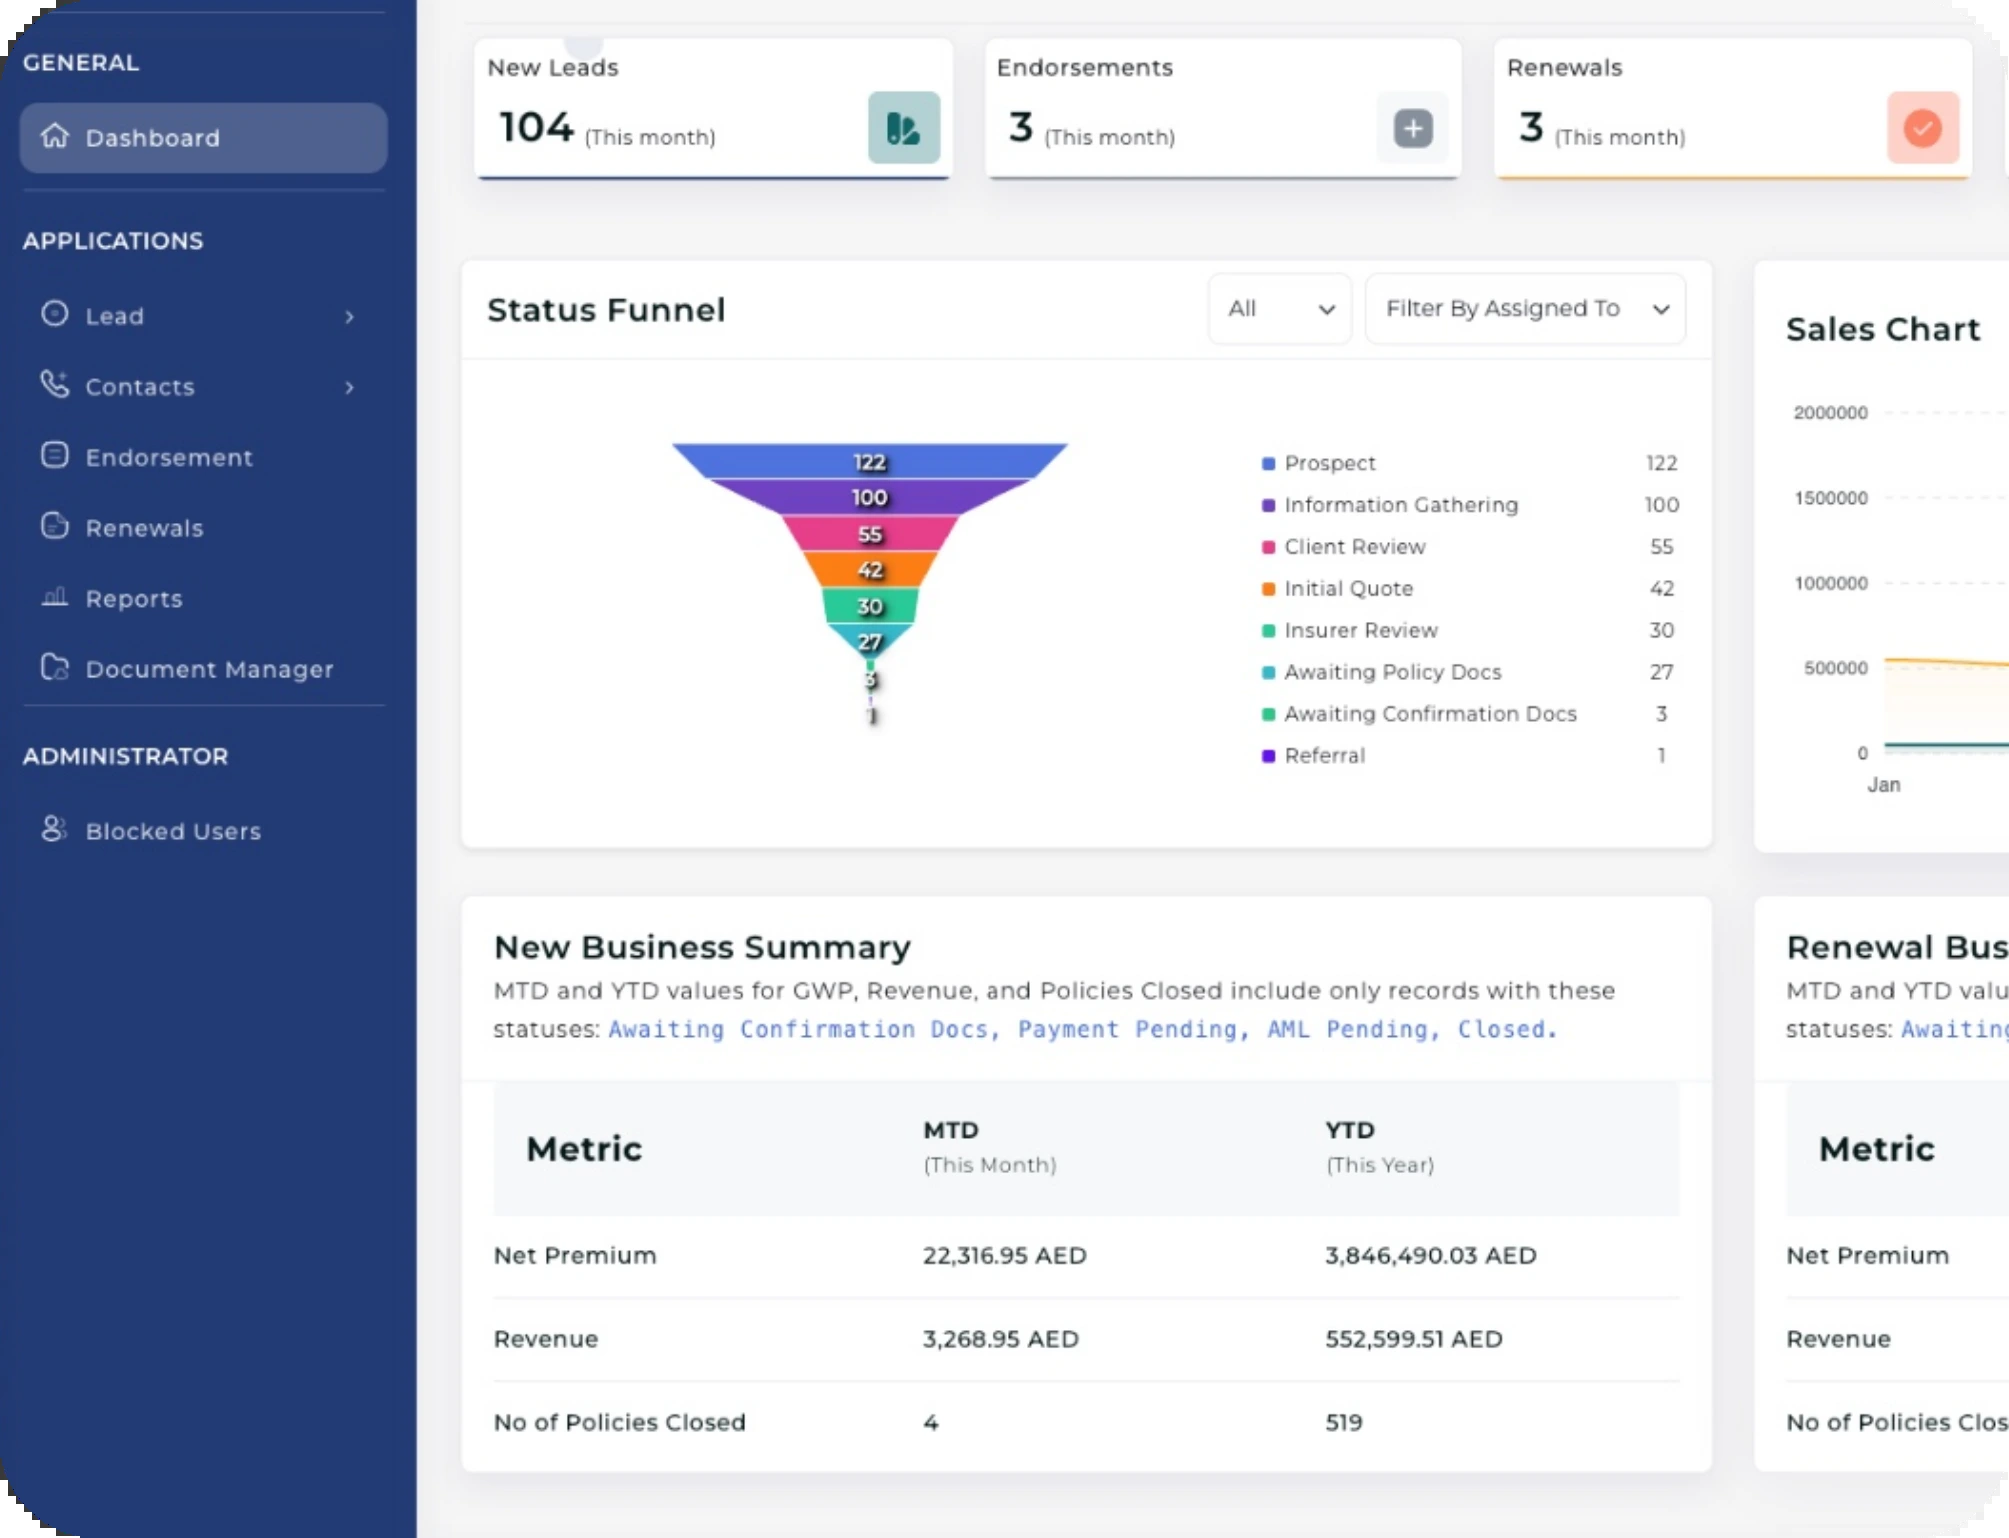 GENERAL
Dashboard
APPLICATIONS
Lead
Contacts
Endorsement
Renewals
Reports
Document Manager
ADMINISTRATOR
Blocked Users
New Leads
104 (This month)
Endorsements
3 (This month)
Renewals
3 (This month)
Status Funnel
All
Filter By Assigned To
122
100
55
42
30
27
3
1
Prospect 122
Information Gathering 100
Client Review 55
Initial Quote 42
Insurer Review 30
Awaiting Policy Docs 27
Awaiting Confirmation Docs 3
Referral 1
Sales Chart
2000000
1500000
1000000
500000
0
Jan
New Business Summary
MTD and YTD values for GWP, Revenue, and Policies Closed include only records with these
statuses: Awaiting Confirmation Docs, Payment Pending, AML Pending, Closed.
Metric MTD YTD
(This Month) (This Year)
Net Premium 22,316.95 AED 3,846,490.03 AED
Revenue 3,268.95 AED 552,599.51 AED
No of Policies Closed 4 519
Renewal Bus
MTD and YTD valu
statuses: Awaiting
Metric
Net Premium
Revenue
No of Policies Clos